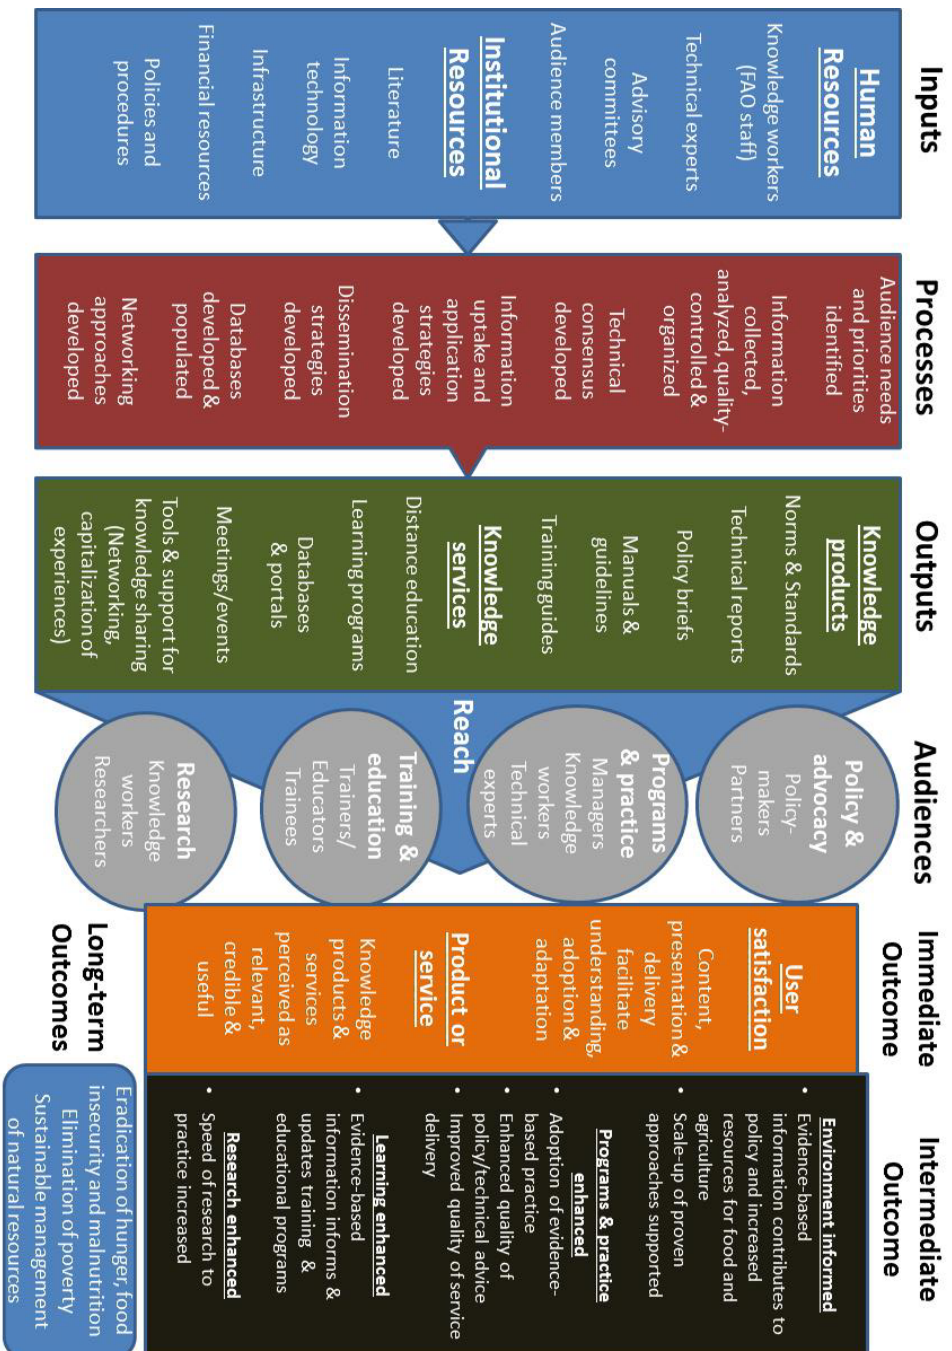 Inputs
Human
Resources
Knowledge workers
(FAO staff)
Technical experts
Advisory
committees
Audience members
Institutional
Resources
Literature
Information
technology
Infrastructure
Financial resources
Policies and
procedures
Processes
Audience needs
and priorities
identified
Information
collected,
analyzed, quality-
controlled &
organized
Technical
consensus
developed
Information
uptake and
application
strategies
developed
Dissemination
strategies
developed
Databases
developed &
populated
Networking
approaches
developed
Outputs
Knowledge
products
Norms & Standards
Technical reports
Policy briefs
Manuals &
guidelines
Training guides
Knowledge
services
Distance education
Learning programs
Databases
& portals
Meetings/events
Tools & support for
knowledge sharing
(Networking,
capitalization of
experiences)
Reach
Audiences
Policy &
advocacy
Policy-
makers
Partners
Programs
& practice
Managers
Knowledge
workers
Technical
experts
Training &
education
Trainers/
Educators
Trainees
Research
Knowledge
workers
Researchers
Immediate
Outcome
User
satisfaction
Content,
presentation &
delivery
facilitate
understanding,
adoption &
adaptation
Product or
service
Knowledge
products &
services
perceived as
relevant,
credible &
useful
Intermediate
Outcome
Environment informed
• Evidence-based
information contributes to
policy and increased
resources for food and
agriculture
• Scale-up of proven
approaches supported
Programs & practice
enhanced
• Adoption of evidence-
based practice
• Enhanced quality of
policy/technical advice
• Improved quality of service
delivery
Learning enhanced
• Evidence-based
information informs &
updates training &
educational programs
Research enhanced
• Speed of research to
practice increased
Long-term
Outcomes
Eradication of hunger, food
insecurity and malnutrition
Elimination of poverty
Sustainable management
of natural resources